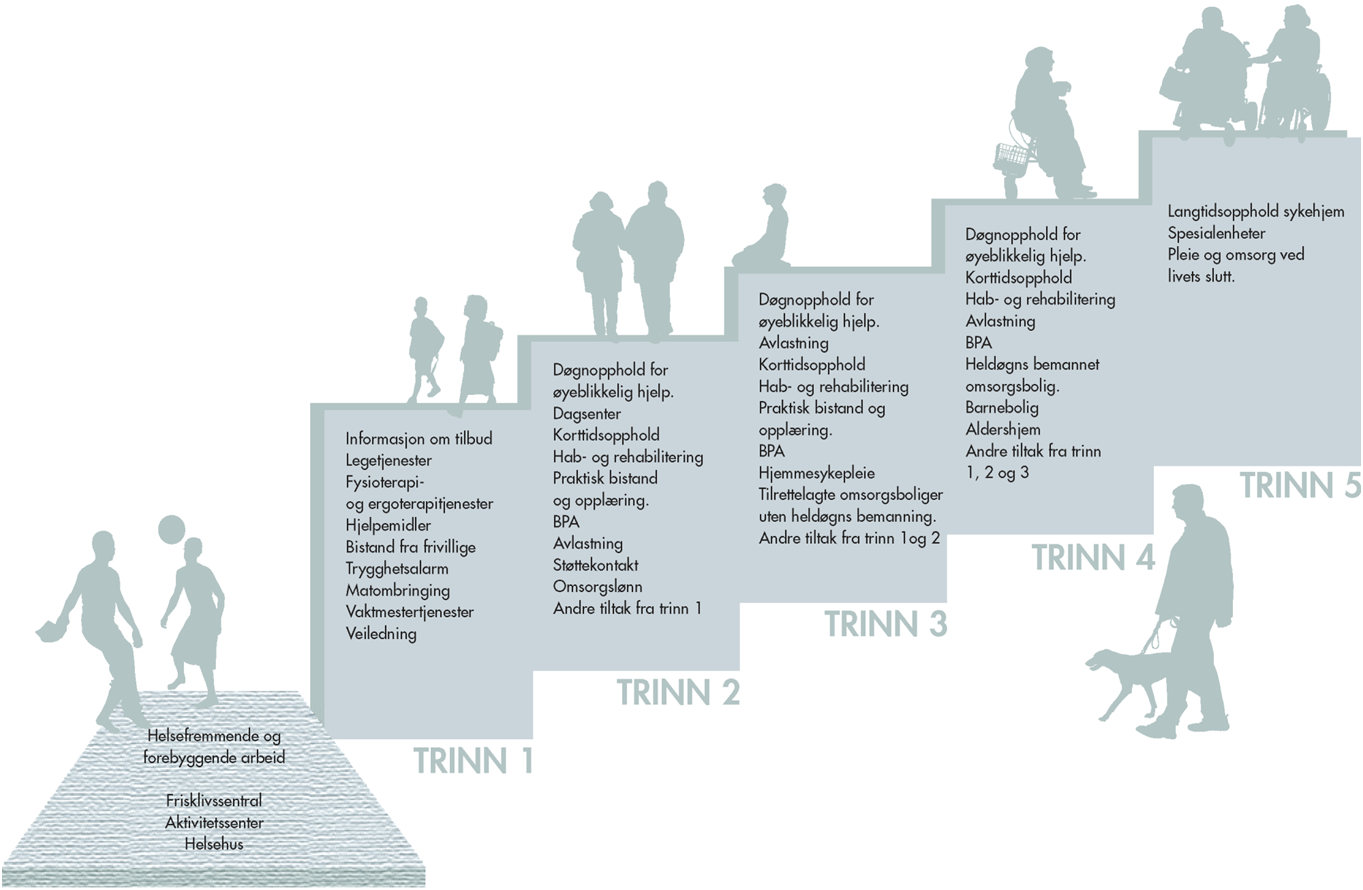 Helsefremmende og
forebyggende arbeid
Frisklivssentral
Aktivitetssenter
Helsehus
Informasjon om tilbud
Legetjenester
Fysioterapi-
og ergoterapitjenester
Hjelpemidler
Bistand fra frivillige
Trygghetsalarm
Matombringing
Vaktmestertjenester
Veiledning
TRINN 1
Døgnopphold for
øyeblikkelig hjelp.
Dagsenter
Korttidsopphold
Hab- og rehabilitering
Praktisk bistand
og opplæring.
BPA
Avlastning
Støttekontakt
Omsorgslønn
Andre tiltak fra trinn 1
TRINN 2
Døgnopphold for
øyeblikkelig hjelp.
Avlastning
Korttidsopphold
Hab- og rehabilitering
Praktisk bistand og
opplæring.
BPA
Hjemmesykepleie
Tilrettelagte omsorgsboliger
uten heldøgns bemanning.
Andre tiltak fra trinn 1og 2
TRINN 3
Døgnopphold for
øyeblikkelig hjelp.
Korttidsopphold
Hab- og rehabilitering
Avlastning
BPA
Heldøgns bemannet
omsorgsbolig.
Barnebolig
Aldershjem
Andre tiltak fra trinn
1, 2 og 3
TRINN 4
Langtidsopphold sykehjem
Spesialenheter
Pleie og omsorg ved
livets slutt.
TRINN 5